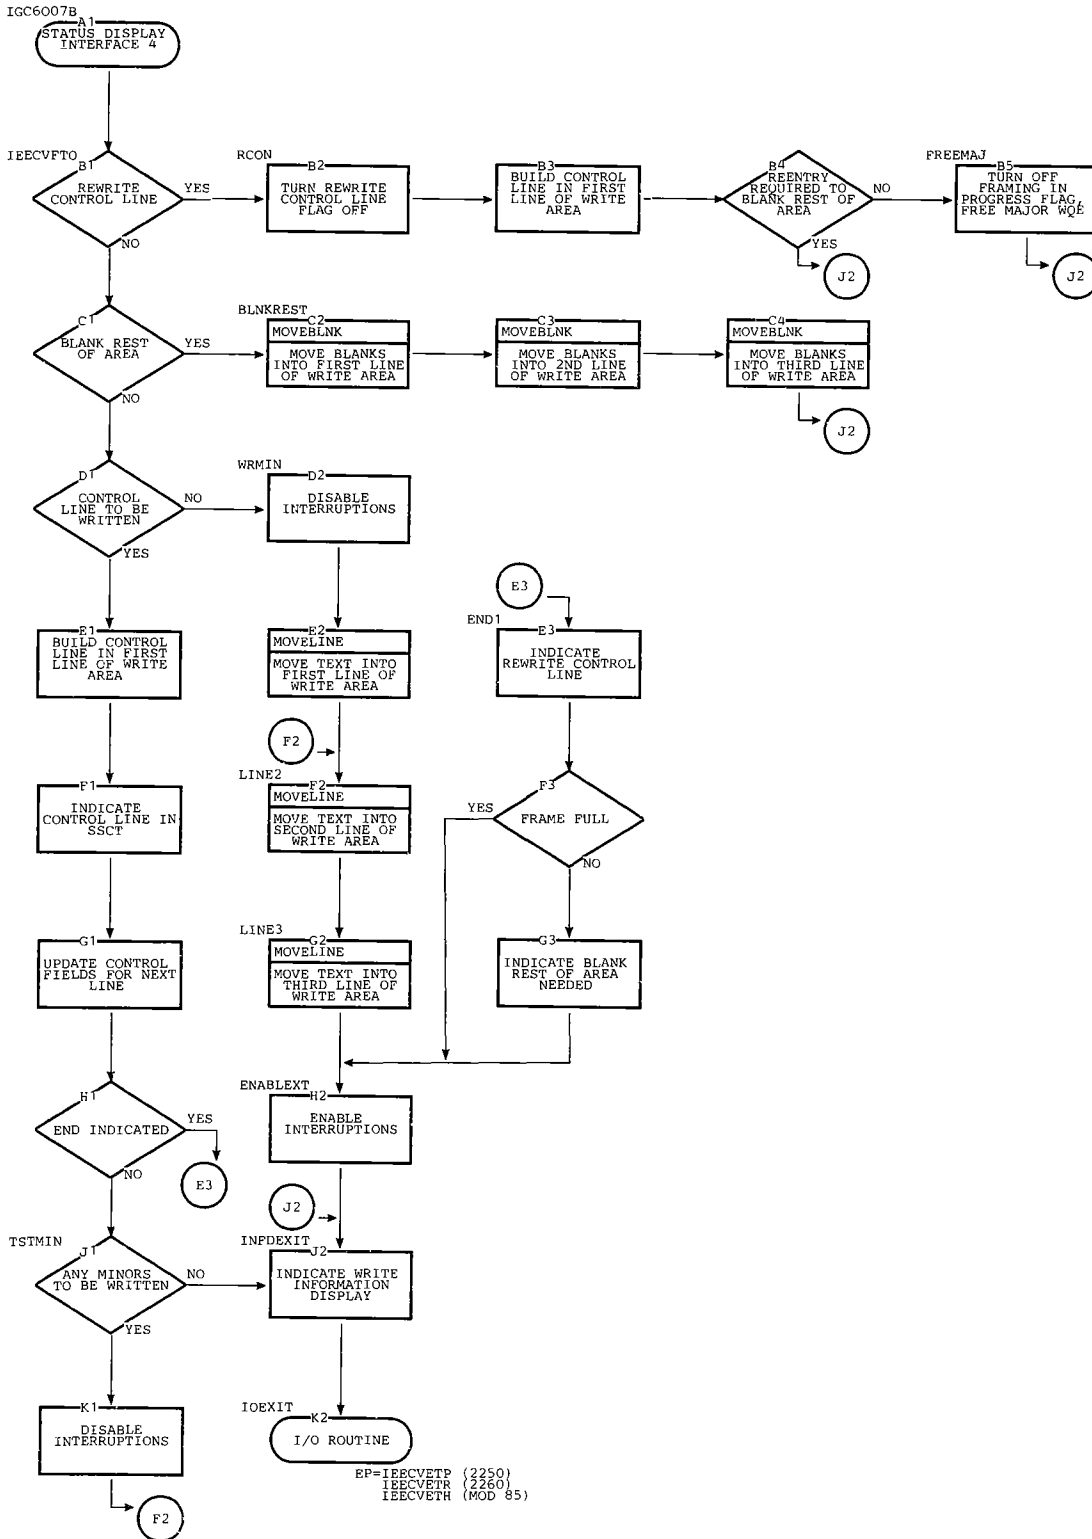 IGC6007B
A1
STATUS DISPLAY
INTERFACE 4
IEECVFTO
B1
REWRITE
CONTROL LINE
YES
NO
RCON
B2
TURN REWRITE
CONTROL LINE
FLAG OFF
B3
BUILD CONTROL
LINE IN FIRST
LINE OF WRITE
AREA
B4
REENTRY
REQUIRED TO
BLANK REST OF
AREA
NO
YES
J2
FREEMAJ
B5
TURN OFF
FRAMING IN
PROGRESS FLAG,
FREE MAJOR WQE
J2
C1
BLANK REST
OF AREA
YES
NO
BLNKREST
C2
MOVEBLNK
MOVE BLANKS
INTO FIRST LINE
OF WRITE AREA
C3
MOVEBLNK
MOVE BLANKS
INTO 2ND LINE
OF WRITE AREA
C4
MOVEBLNK
MOVE BLANKS
INTO THIRD LINE
OF WRITE AREA
J2
D1
CONTROL
LINE TO BE
WRITTEN
NO
YES
WRMIN
D2
DISABLE
INTERRUPTIONS
E1
BUILD CONTROL
LINE IN FIRST
LINE OF WRITE
AREA
E2
MOVELINE
MOVE TEXT INTO
FIRST LINE OF
WRITE AREA
E3
END1
E3
INDICATE
REWRITE CONTROL
LINE
F1
INDICATE
CONTROL LINE IN
SSCT
F2
LINE2
F2
MOVELINE
MOVE TEXT INTO
SECOND LINE OF
WRITE AREA
F3
FRAME FULL
YES
NO
G1
UPDATE CONTROL
FIELDS FOR NEXT
LINE
LINE3
G2
MOVELINE
MOVE TEXT INTO
THIRD LINE OF
WRITE AREA
G3
INDICATE BLANK
REST OF AREA
NEEDED
H1
END INDICATED
YES
NO
E3
ENABLEXT
H2
ENABLE
INTERRUPTIONS
J2
TSTMIN
J1
ANY MINORS
TO BE WRITTEN
NO
YES
INFDEXIT
J2
INDICATE WRITE
INFORMATION
DISPLAY
K1
DISABLE
INTERRUPTIONS
F2
IOEXIT
K2
I/O ROUTINE
EP=IEECVETP (2250)
IEECVETR (2260)
IEECVETH (MOD 85)